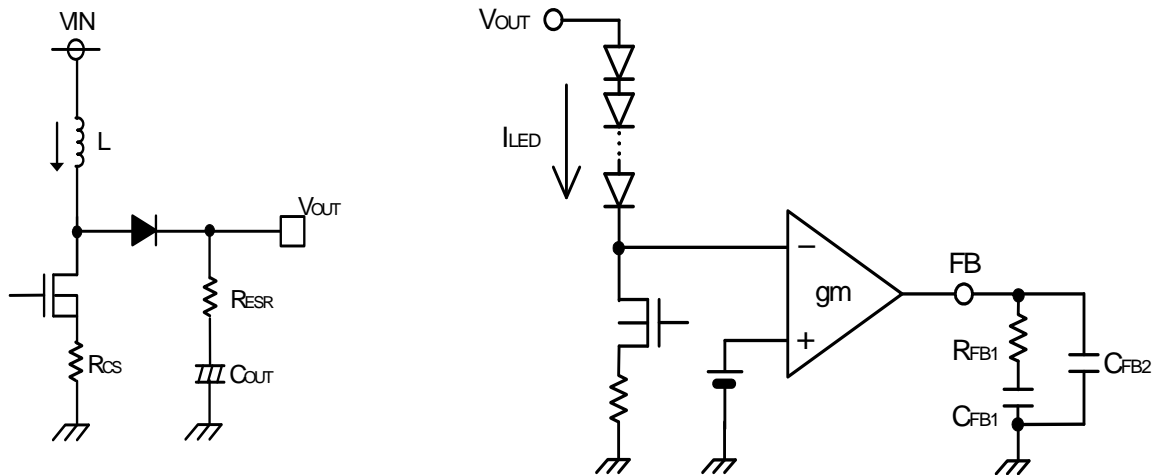 VIN
L
VOUT
RESR
RCS
COUT
VOUT
ILED
−
gm
+
FB
RFB1
CFB2
CFB1